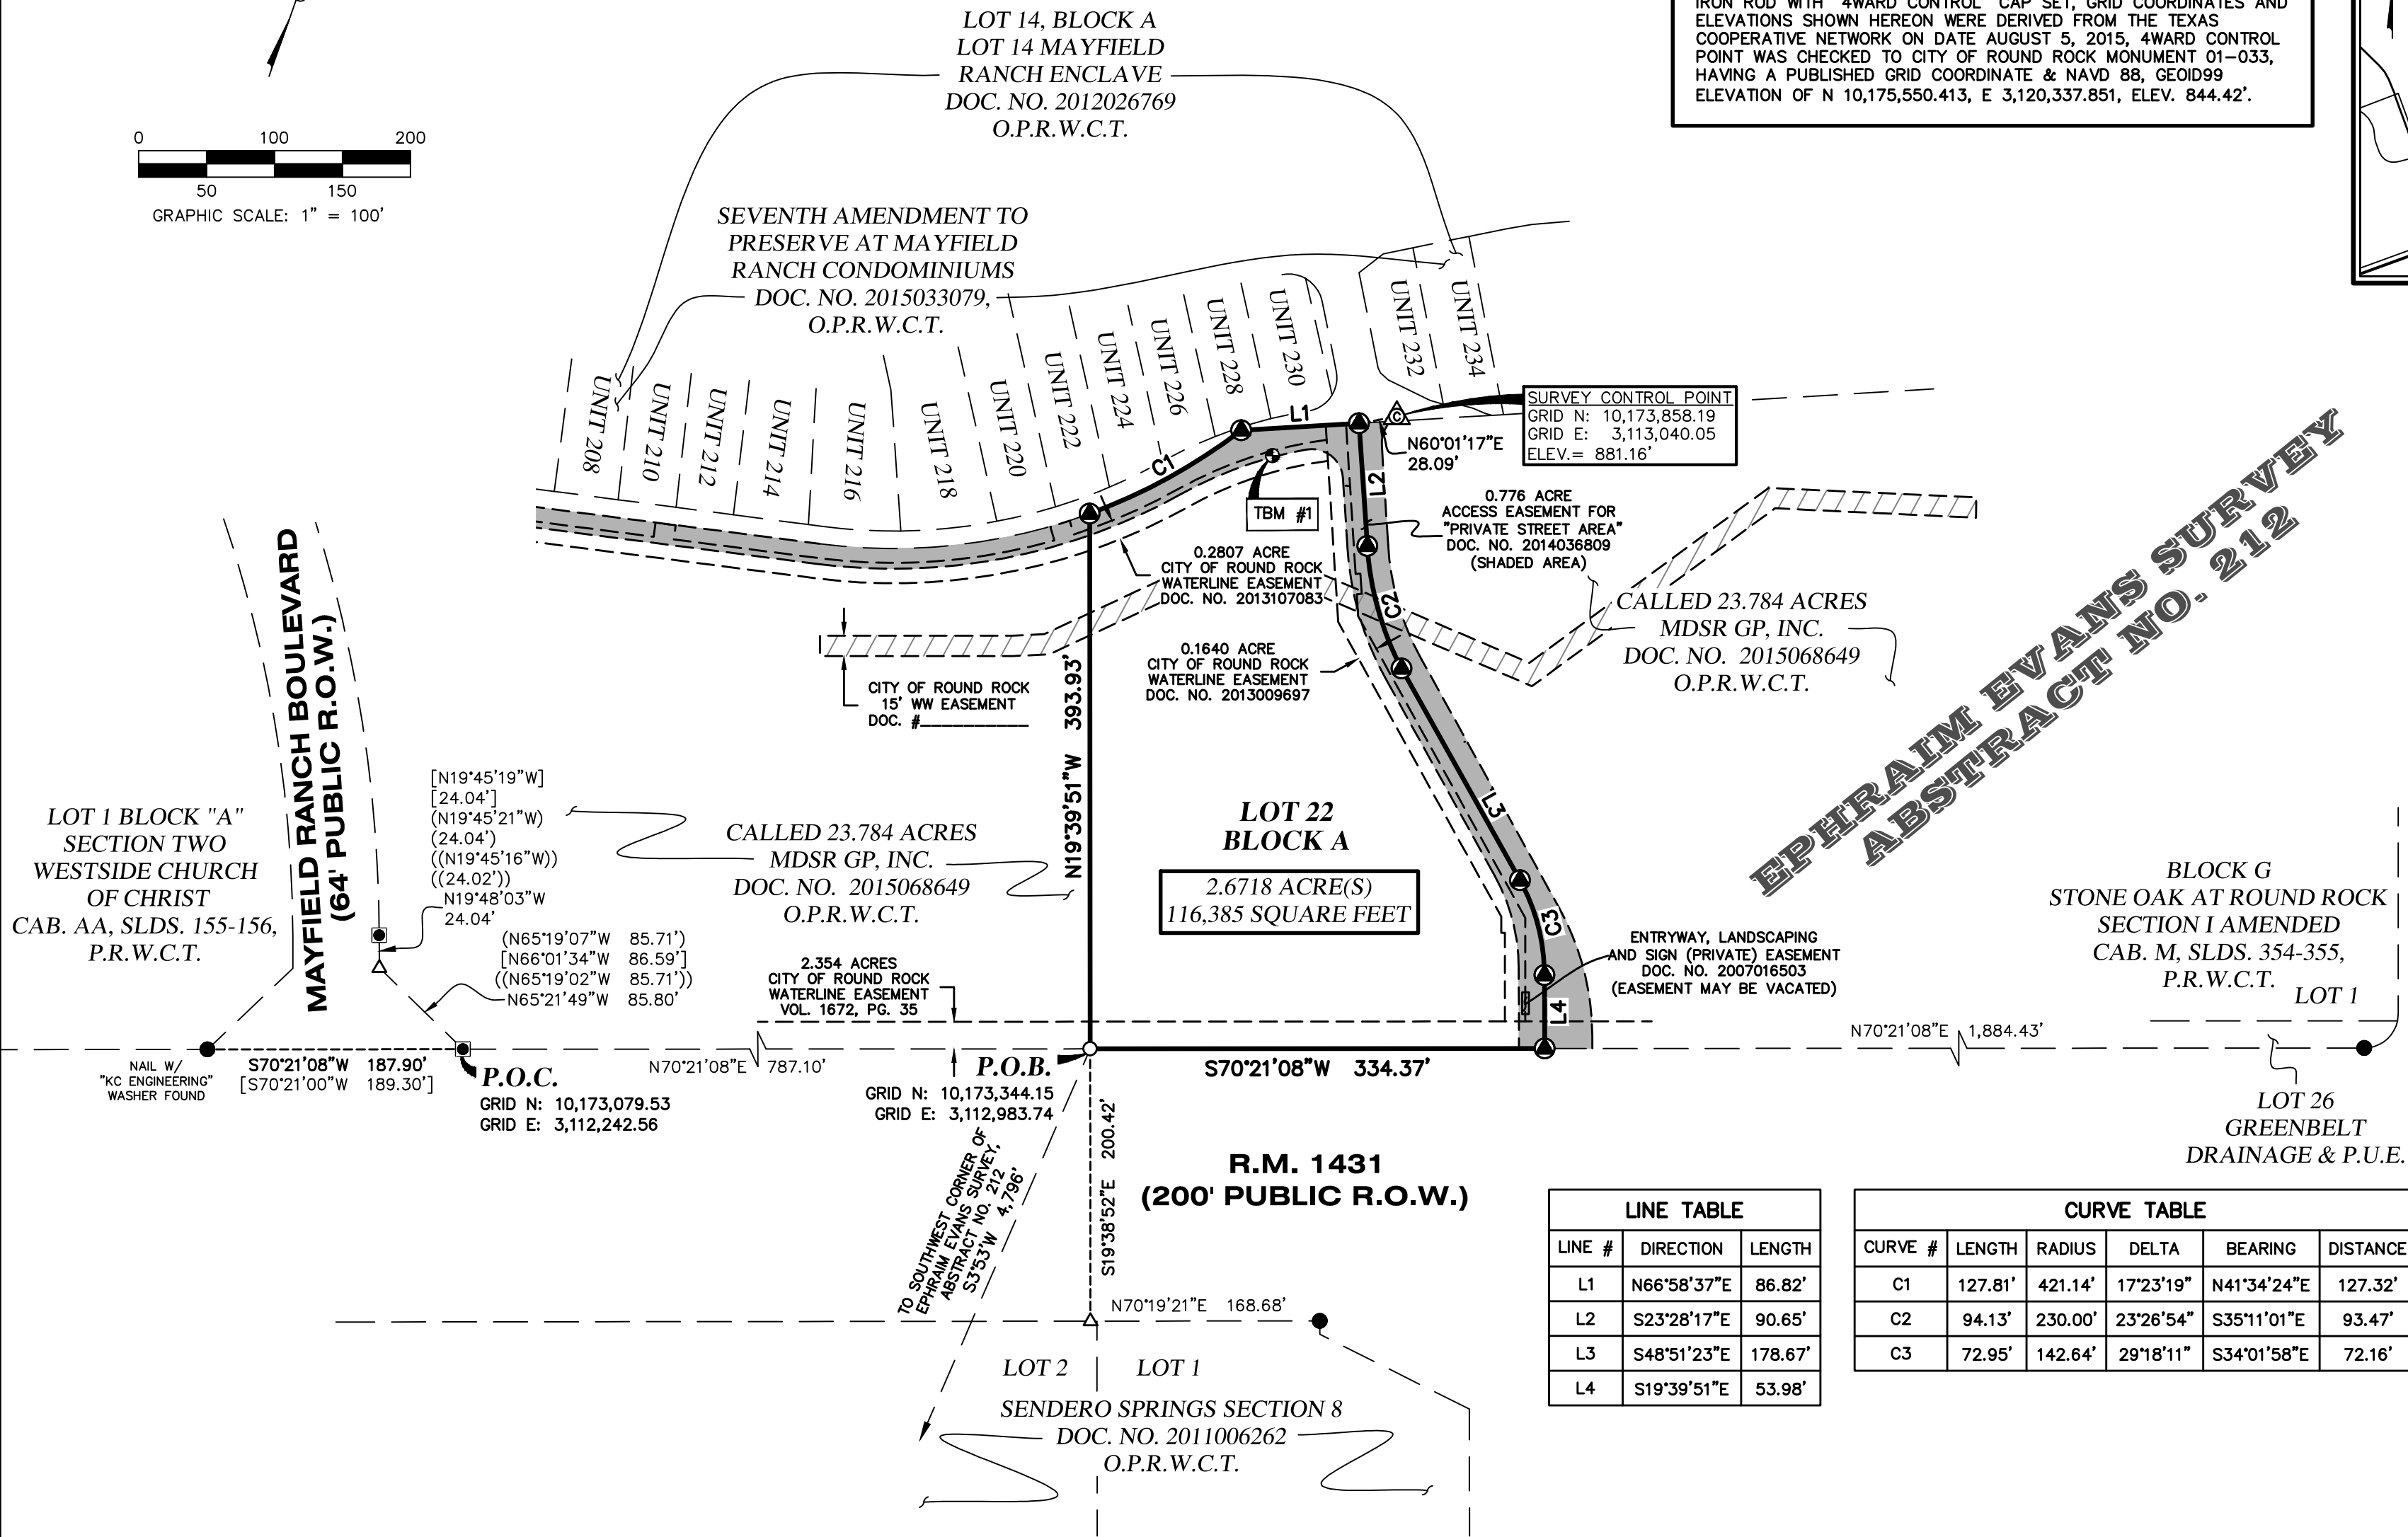 IRON ROD WITH "4WARD CONTROL" CAP SET, GRID COORDINATES AND
ELEVATIONS SHOWN HEREON WERE DERIVED FROM THE TEXAS
COOPERATIVE NETWORK ON DATE AUGUST 5, 2015, 4WARD CONTROL
POINT WAS CHECKED TO CITY OF ROUND ROCK MONUMENT 01-033,
HAVING A PUBLISHED GRID COORDINATE & NAVD 88, GEOID99
ELEVATION OF N 10,175,550.413, E 3,120,337.851, ELEV. 844.42'.
LOT 14, BLOCK A
LOT 14 MAYFIELD
RANCH ENCLAVE
DOC. NO. 2012026769
O.P.R.W.C.T.
0 100 200
50 150
GRAPHIC SCALE: 1" = 100'
SEVENTH AMENDMENT TO
PRESERVE AT MAYFIELD
RANCH CONDOMINIUMS
DOC. NO. 2015033079,
O.P.R.W.C.T.
UNIT 208
UNIT 210
UNIT 212
UNIT 214
UNIT 216
UNIT 218
UNIT 220
UNIT 222
UNIT 224
UNIT 226
UNIT 228
UNIT 230
UNIT 232
UNIT 234
C1
L1
L2
C2
L3
C3
L4
C
TBM #1
N60°01'17"E
28.09'
SURVEY CONTROL POINT
GRID N: 10,173,858.19
GRID E: 3,113,040.05
ELEV.= 881.16'
0.776 ACRE
ACCESS EASEMENT FOR
"PRIVATE STREET AREA"
DOC. NO. 2014036809
(SHADED AREA)
0.2807 ACRE
CITY OF ROUND ROCK
WATERLINE EASEMENT
DOC. NO. 2013107083
0.1640 ACRE
CITY OF ROUND ROCK
WATERLINE EASEMENT
DOC. NO. 2013009697
CITY OF ROUND ROCK
15' WW EASEMENT
DOC. #___________
CALLED 23.784 ACRES
MDSR GP, INC.
DOC. NO. 2015068649
O.P.R.W.C.T.
EPHRAIM EVANS SURVEY
ABSTRACT NO. 212
MAYFIELD RANCH BOULEVARD
(64' PUBLIC R.O.W.)
N19°39'51"W 393.93'
[N19°45'19"W]
[24.04']
(N19°45'21"W)
(24.04')
((N19°45'16"W))
((24.02'))
N19°48'03"W
24.04'
(N65°19'07"W 85.71')
[N66°01'34"W 86.59']
((N65°19'02"W 85.71'))
N65°21'49"W 85.80'
LOT 1 BLOCK "A"
SECTION TWO
WESTSIDE CHURCH
OF CHRIST
CAB. AA, SLDS. 155-156,
P.R.W.C.T.
CALLED 23.784 ACRES
MDSR GP, INC.
DOC. NO. 2015068649
O.P.R.W.C.T.
LOT 22
BLOCK A
2.6718 ACRE(S)
116,385 SQUARE FEET
2.354 ACRES
CITY OF ROUND ROCK
WATERLINE EASEMENT
VOL. 1672, PG. 35
ENTRYWAY, LANDSCAPING
AND SIGN (PRIVATE) EASEMENT
DOC. NO. 2007016503
(EASEMENT MAY BE VACATED)
BLOCK G
STONE OAK AT ROUND ROCK
SECTION I AMENDED
CAB. M, SLDS. 354-355,
P.R.W.C.T.
LOT 1
NAIL W/
"KC ENGINEERING"
WASHER FOUND
S70°21'08"W 187.90'
[S70°21'00"W 189.30']
P.O.C.
GRID N: 10,173,079.53
GRID E: 3,112,242.56
N70°21'08"E 787.10'
P.O.B.
GRID N: 10,173,344.15
GRID E: 3,112,983.74
S70°21'08"W 334.37'
N70°21'08"E 1,884.43'
LOT 26
GREENBELT
DRAINAGE & P.U.E.
TO SOUTHWEST CORNER OF
EPHRAIM EVANS SURVEY,
ABSTRACT NO. 212
S3°53'W 4,796'
S19°38'52"E 200.42'
R.M. 1431
(200' PUBLIC R.O.W.)
N70°19'21"E 168.68'
LOT 2 LOT 1
SENDERO SPRINGS SECTION 8
DOC. NO. 2011006262
O.P.R.W.C.T.
LINE TABLE
LINE # DIRECTION LENGTH
L1 N66°58'37"E 86.82'
L2 S23°28'17"E 90.65'
L3 S48°51'23"E 178.67'
L4 S19°39'51"E 53.98'
CURVE TABLE
CURVE # LENGTH RADIUS DELTA BEARING DISTANCE
C1 127.81' 421.14' 17°23'19" N41°34'24"E 127.32'
C2 94.13' 230.00' 23°26'54" S35°11'01"E 93.47'
C3 72.95' 142.64' 29°18'11" S34°01'58"E 72.16'